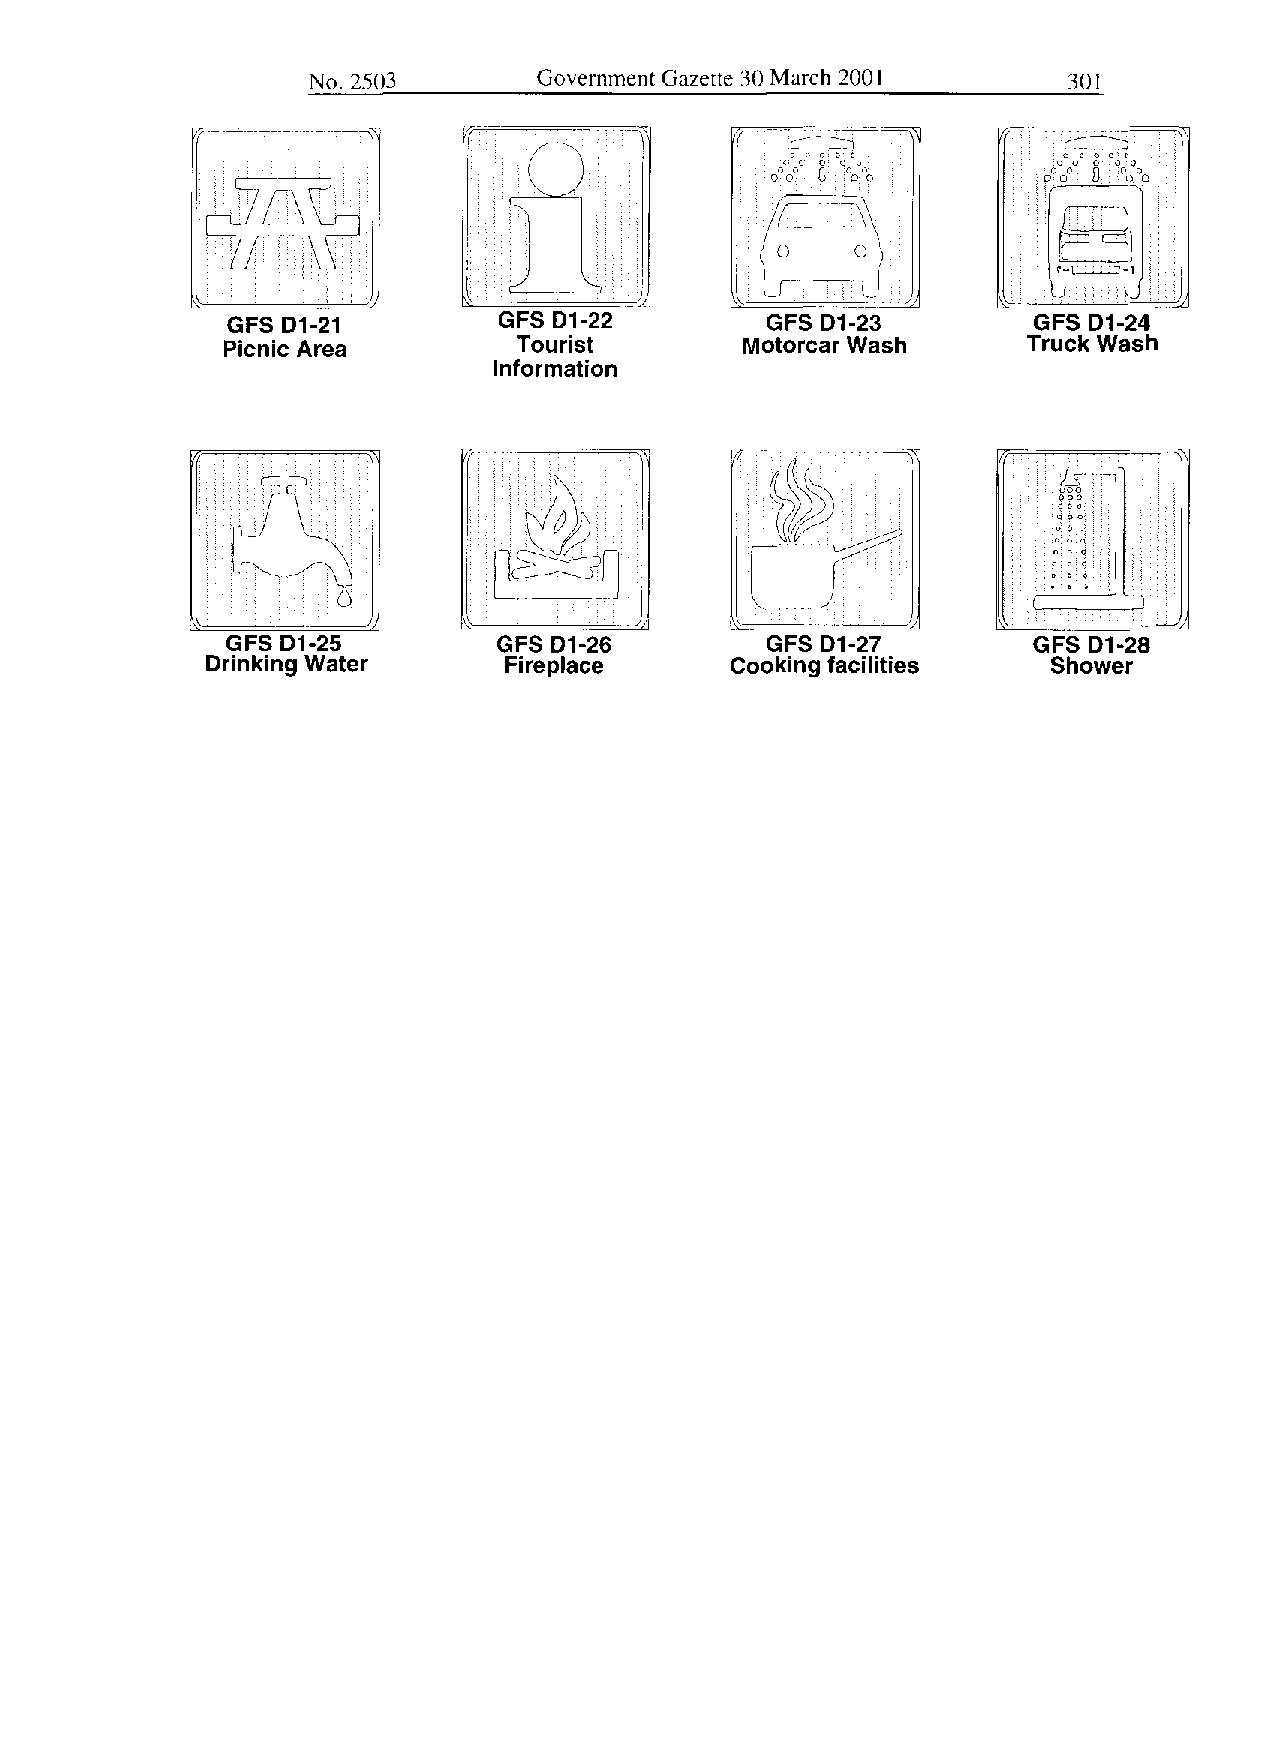 No. 2503 Government Gazette 30 March 2001 301
GFS D1-21 GFS D1-22 GFS D1-23 GFS D1-24
Picnic Area Tourist Motorcar Wash Truck Wash
Information
GFS D1-25 GFS D1-26 GFS D1-27 GFS D1-28
Drinking Water Fireplace Cooking facilities Shower